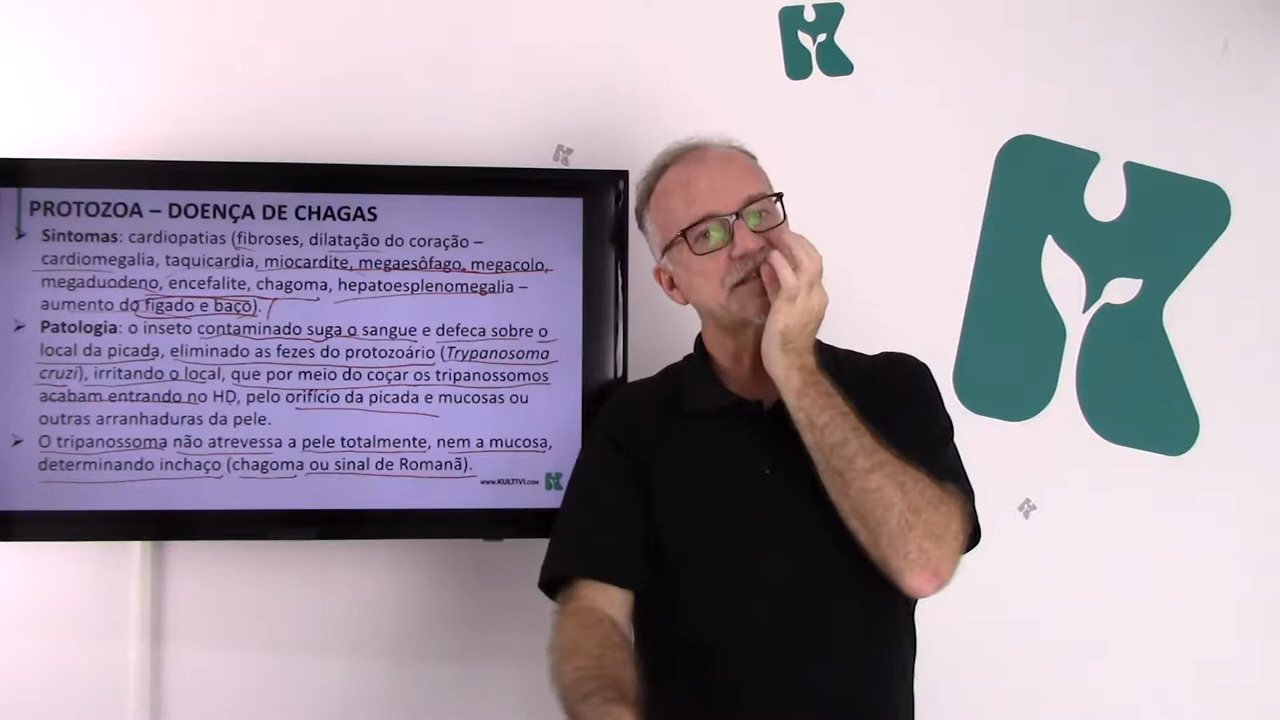 PROTOZOA – DOENÇA DE CHAGAS
➤ Sintomas: cardiopatias (fibroses, dilatação do coração –
cardiomegalia, taquicardia, miocardite, megaesôfago, megacolo,
megaduodeno, encefalite, chagoma, hepatoesplenomegalia –
aumento do fígado e baço).
➤ Patologia: o inseto contaminado suga o sangue e defeca sobre o
local da picada, eliminado as fezes do protozoário (Trypanosoma
cruzi), irritando o local, que por meio do coçar os tripanossomos
acabam entrando no HD, pelo orifício da picada e mucosas ou
outras arranhaduras da pele.
➤ O tripanossoma não atrevessa a pele totalmente, nem a mucosa,
determinando inchaço (chagoma ou sinal de Romanã).
www.KULTIVI.com